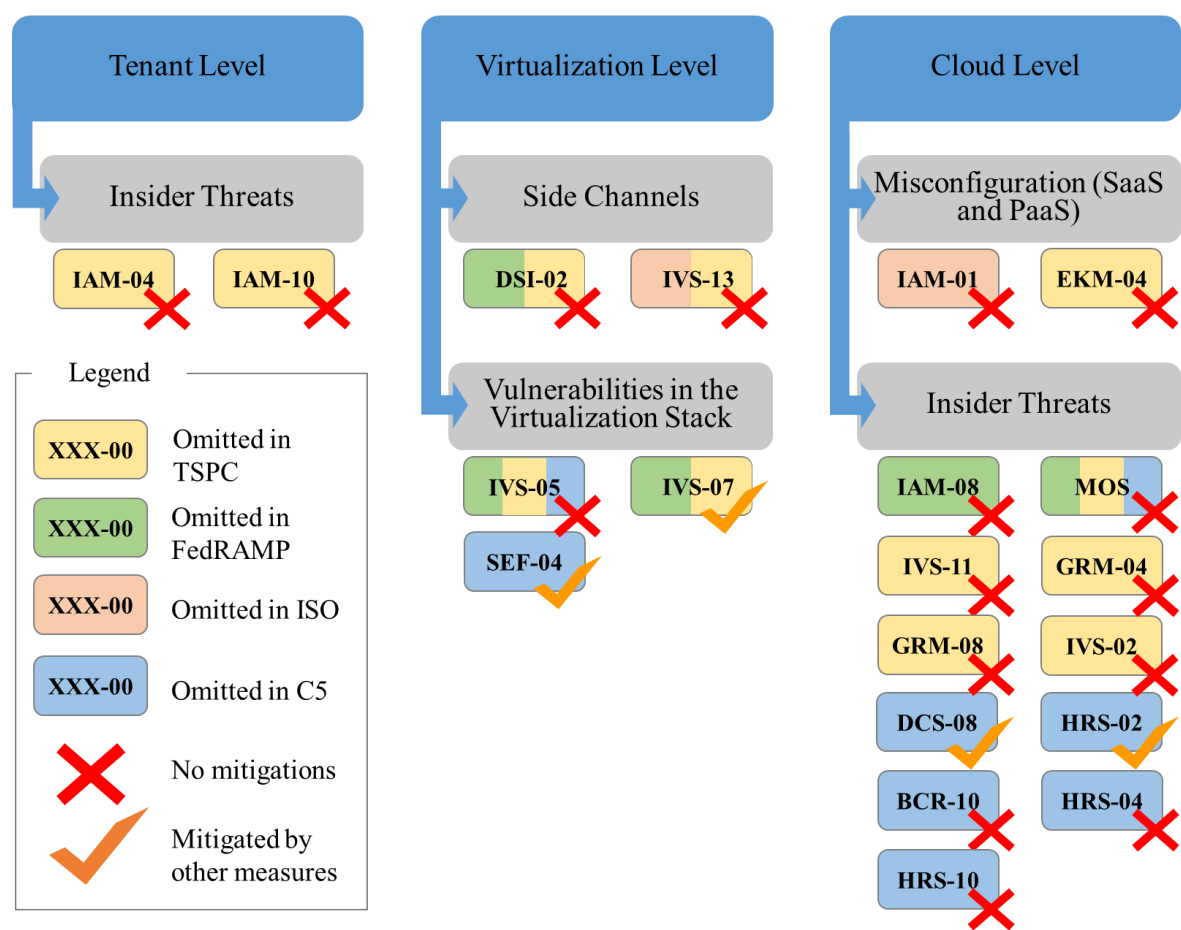 Tenant Level
Insider Threats
IAM-04
IAM-10
Legend
XXX-00
Omitted in
TSPC
XXX-00
Omitted in
FedRAMP
XXX-00
Omitted in ISO
XXX-00
Omitted in C5
No mitigations
Mitigated by
other measures
Virtualization Level
Side Channels
DSI-02
IVS-13
Vulnerabilities in the
Virtualization Stack
IVS-05
IVS-07
SEF-04
Cloud Level
Misconfiguration (SaaS
and PaaS)
IAM-01
EKM-04
Insider Threats
IAM-08
MOS
IVS-11
GRM-04
GRM-08
IVS-02
DCS-08
HRS-02
BCR-10
HRS-04
HRS-10